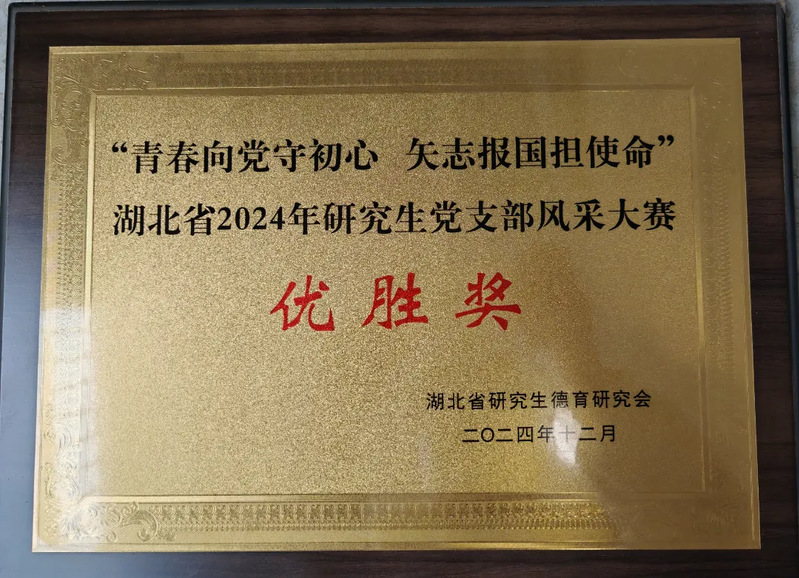 “青春向党守初心 矢志报国担使命”
湖北省2024年研究生党支部风采大赛
优胜奖
湖北省研究生德育研究会
二〇二四年十二月